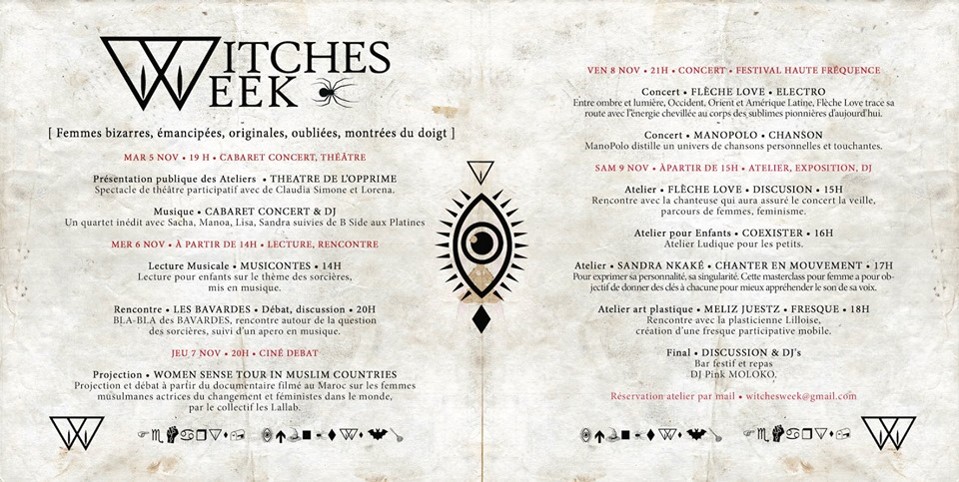 WITCHES
WEEK
[ Femmes bizarres, émancipées, originales, oubliées, montrées du doigt ]
MAR 5 NOV • 19 H • CABARET CONCERT, THÉÂTRE
Présentation publique des Ateliers • THEATRE DE L'OPPRIME
Spectacle de théâtre participatif avec de Claudia Simone et Lorena.
Musique • CABARET CONCERT & DJ
Un quartet inédit avec Sacha, Manoa, Lisa, Sandra suivies de B Side aux Platines
MER 6 NOV • À PARTIR DE 14H • LECTURE, RENCONTRE
Lecture Musicale • MUSICONTES • 14H
Lecture pour enfants sur le thème des sorcières,
mis en musique.
Rencontre • LES BAVARDES • Débat, discussion • 20H
BLA-BLA des BAVARDES, rencontre autour de la question
des sorcières, suivi d'un apero en musique.
JEU 7 NOV • 20H • CINÉ DEBAT
Projection • WOMEN SENSE TOUR IN MUSLIM COUNTRIES
Projection et débat à partir du documentaire filmé au Maroc sur les femmes
musulmanes actrices du changement et féministes dans le monde,
par le collectif les Lallab.
VEN 8 NOV • 21H • CONCERT • FESTIVAL HAUTE FRÉQUENCE
Concert • FLÈCHE LOVE • ELECTRO
Entre ombre et lumière, Occident, Orient et Amérique Latine, Flèche Love trace sa
route avec l'énergie chevillée au corps des sublimes pionnières d'aujourd'hui.
Concert • MANOPOLO • CHANSON
ManoPolo distille un univers de chansons personnelles et touchantes.
SAM 9 NOV • ÀPARTIR DE 15H • ATELIER, EXPOSITION, DJ
Atelier • FLÈCHE LOVE • DISCUSION • 15H
Rencontre avec la chanteuse qui aura assuré le concert la veille,
parcours de femmes, feminisme.
Atelier pour Enfants • COEXISTER • 16H
Atelier Ludique pour les petits.
Atelier • SANDRA NKAKÉ • CHANTER EN MOUVEMENT • 17H
Pour exprimer sa personnalité, sa singularité. Cette masterclass pour femme a pour ob-
jectif de donner des clés à chacune pour mieux appréhender le son de sa voix.
Atelier art plastique • MELIZ JUESTZ • FRESQUE • 18H
Rencontre avec la plasticienne Lilloise,
création d'une fresque participative mobile.
Final • DISCUSSION & DJ's
Bar festif et repas
DJ Pink MOLOKO.
Réservation atelier par mail • witchesweek@gmail.com